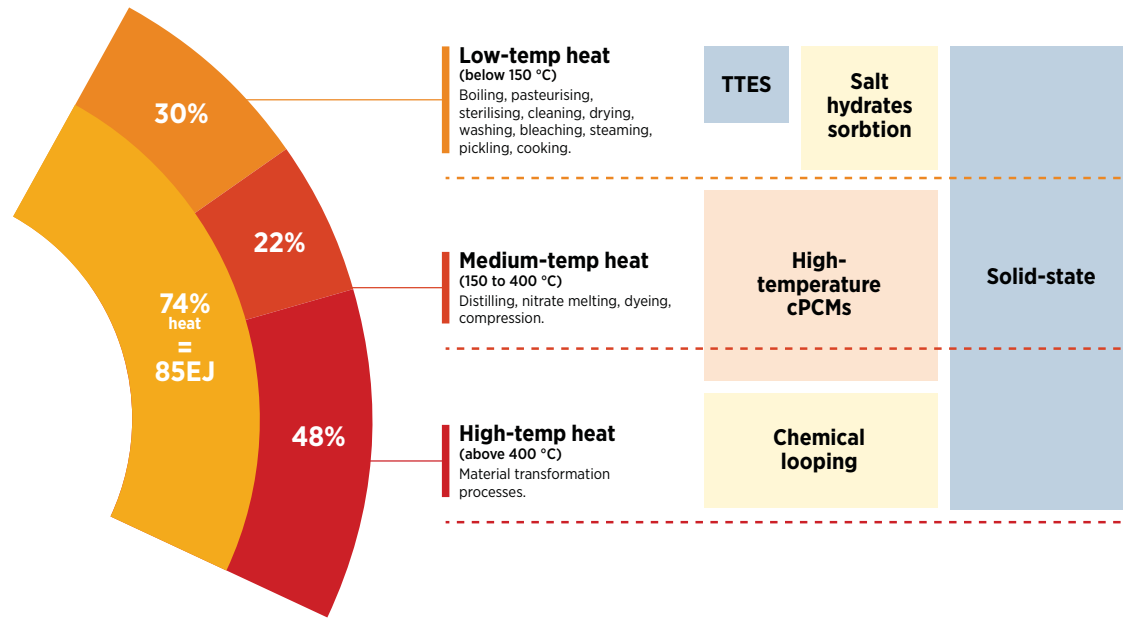 30%
22%
74%
heat
=
85EJ
48%
Low-temp heat
(below 150 °C)
Boiling, pasteurising,
sterilising, cleaning, drying,
washing, bleaching, steaming,
pickling, cooking.
Medium-temp heat
(150 to 400 °C)
Distilling, nitrate melting, dyeing,
compression.
High-temp heat
(above 400 °C)
Material transformation
processes.
TTES
Salt
hydrates
sorbtion
High-
temperature
cPCMs
Chemical
looping
Solid-state